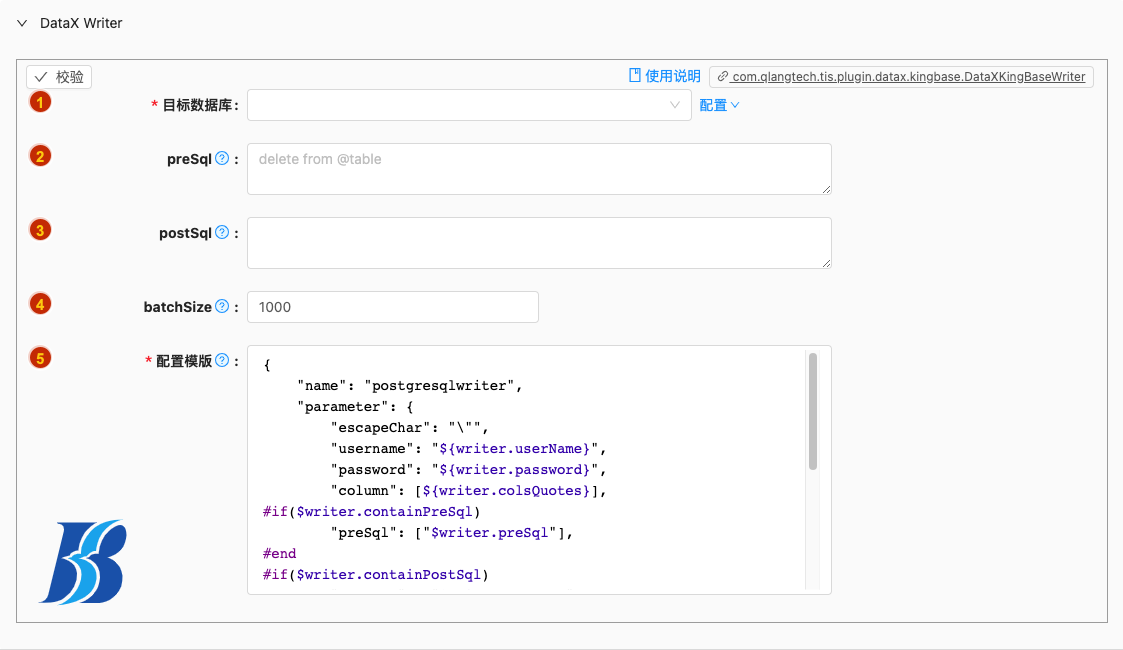 DataX Writer
校验
使用说明 com.qlangtech.tis.plugin.datax.kingbase.DataXKingBaseWriter
1 * 目标数据库: 配置
2 preSql ? : delete from @table
3 postSql ? :
4 batchSize ? : 1000
5 * 配置模版 ? :
{
"name": "postgresqlwriter",
"parameter": {
"escapeChar": "\"",
"username": "${writer.userName}",
"password": "${writer.password}",
"column": [${writer.colsQuotes}],
#if($writer.containPreSql)
"preSql": ["$writer.preSql"],
#end
#if($writer.containPostSql)